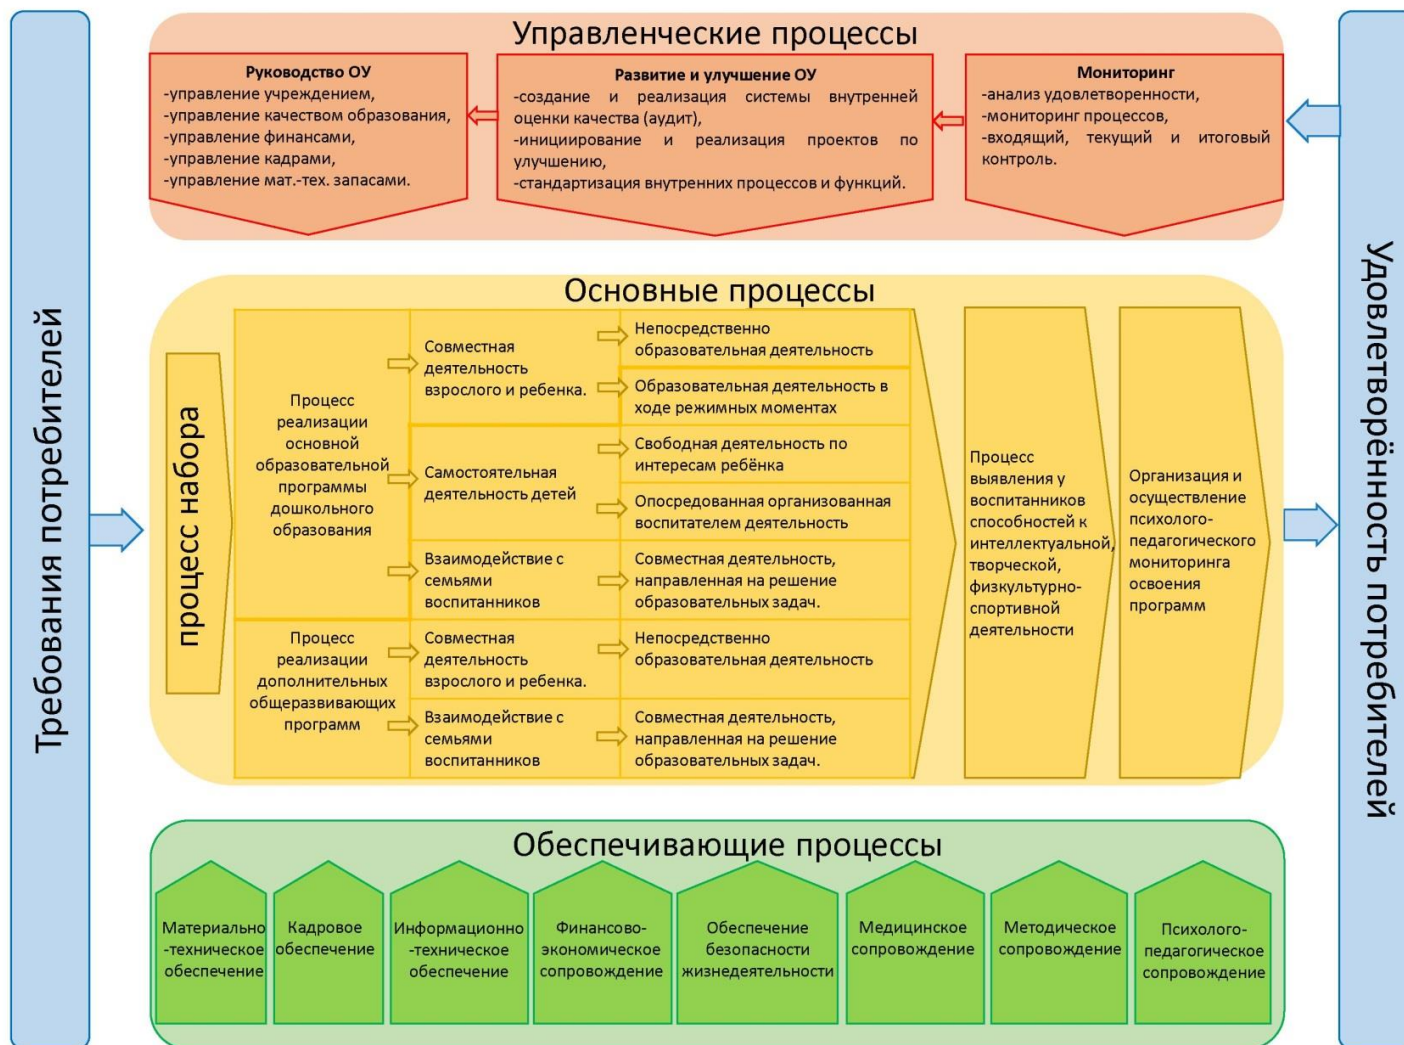 Требования потребителей
Управленческие процессы
Руководство ОУ
-управление учреждением,
-управление качеством образования,
-управление финансами,
-управление кадрами,
-управление мат.-тех. запасами.
Развитие и улучшение ОУ
-создание и реализация системы внутренней
оценки качества (аудит),
-инициирование и реализация проектов по
улучшению,
-стандартизация внутренних процессов и функций.
Мониторинг
-анализ удовлетворенности,
-мониторинг процессов,
-входящий, текущий и итоговый
контроль.
Основные процессы
процесс набора
Процесс
реализации
основной
образовательной
программы
дошкольного
образования
Совместная
деятельность
взрослого и ребенка.
Непосредственно
образовательная деятельность
Образовательная деятельность в
ходе режимных моментах
Самостоятельная
деятельность детей
Свободная деятельность по
интересам ребёнка
Опосредованная организованная
воспитателем деятельность
Взаимодействие с
семьями
воспитанников
Совместная деятельность,
направленная на решение
образовательных задач.
Процесс
реализации
дополнительных
общеразвивающих
программ
Совместная
деятельность
взрослого и ребенка.
Непосредственно
образовательная деятельность
Взаимодействие с
семьями
воспитанников
Совместная деятельность,
направленная на решение
образовательных задач.
Процесс
выявления у
воспитанников
способностей к
интеллектуальной,
творческой,
физкультурно-
спортивной
деятельности
Организация и
осуществление
психолого-
педагогического
мониторинга
освоения
программ
Обеспечивающие процессы
Материально
-техническое
обеспечение
Кадровое
обеспечение
Информационно
-техническое
обеспечение
Финансово-
экономическое
сопровождение
Обеспечение
безопасности
жизнедеятельности
Медицинское
сопровождение
Методическое
сопровождение
Психолого-
педагогическое
сопровождение
Удовлетворённость потребителей